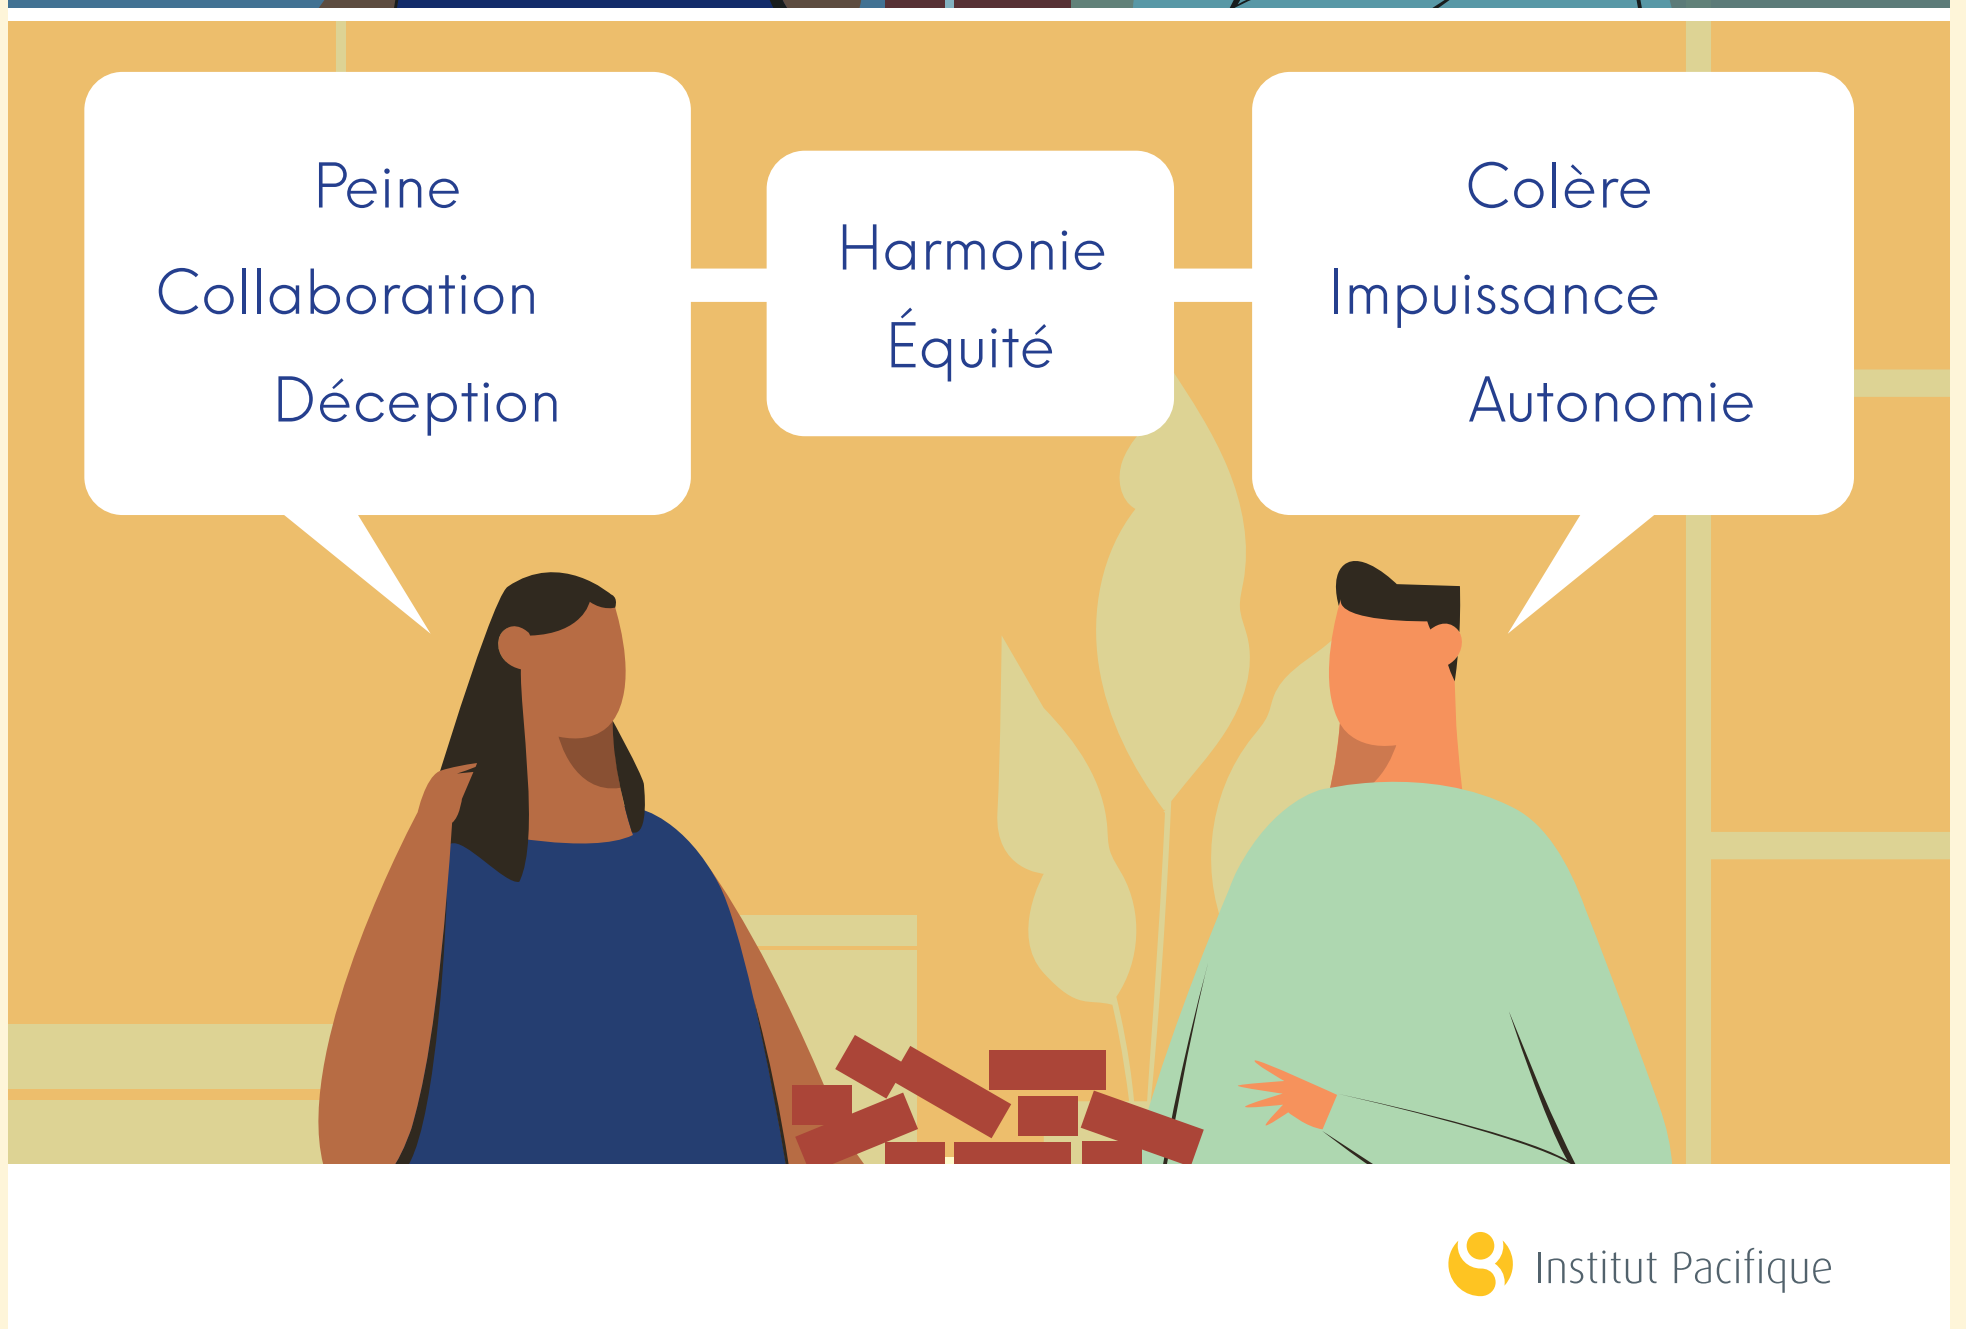 Peine
Collaboration
Déception
Harmonie
Équité
Colère
Impuissance
Autonomie
Institut Pacifique